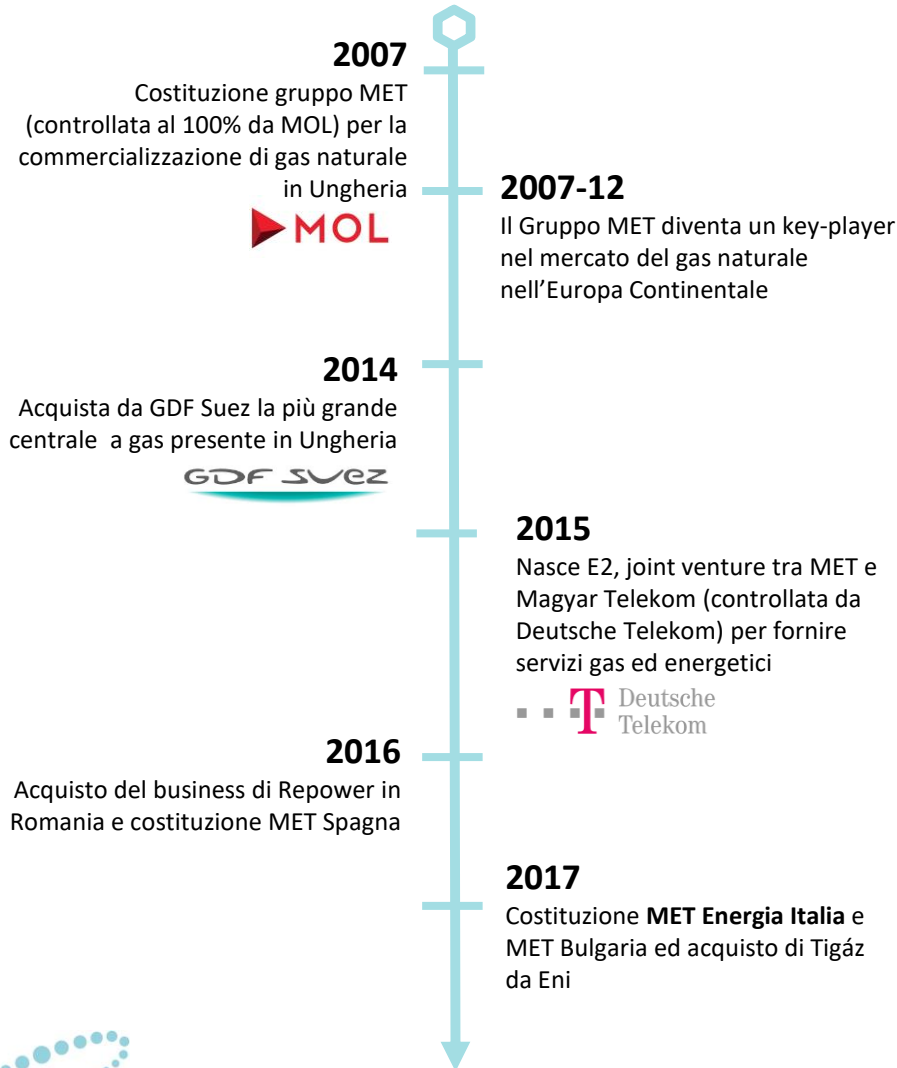 2007
Costituzione gruppo MET
(controllata al 100% da MOL) per la
commercializzazione di gas naturale
in Ungheria
MOL
2007-12
Il Gruppo MET diventa un key-player
nel mercato del gas naturale
nell’Europa Continentale
2014
Acquista da GDF Suez la più grande
centrale a gas presente in Ungheria
GDF SUEZ
2015
Nasce E2, joint venture tra MET e
Magyar Telekom (controllata da
Deutsche Telekom) per fornire
servizi gas ed energetici
T Deutsche
Telekom
2016
Acquisto del business di Repower in
Romania e costituzione MET Spagna
2017
Costituzione MET Energia Italia e
MET Bulgaria ed acquisto di Tigáz
da Eni